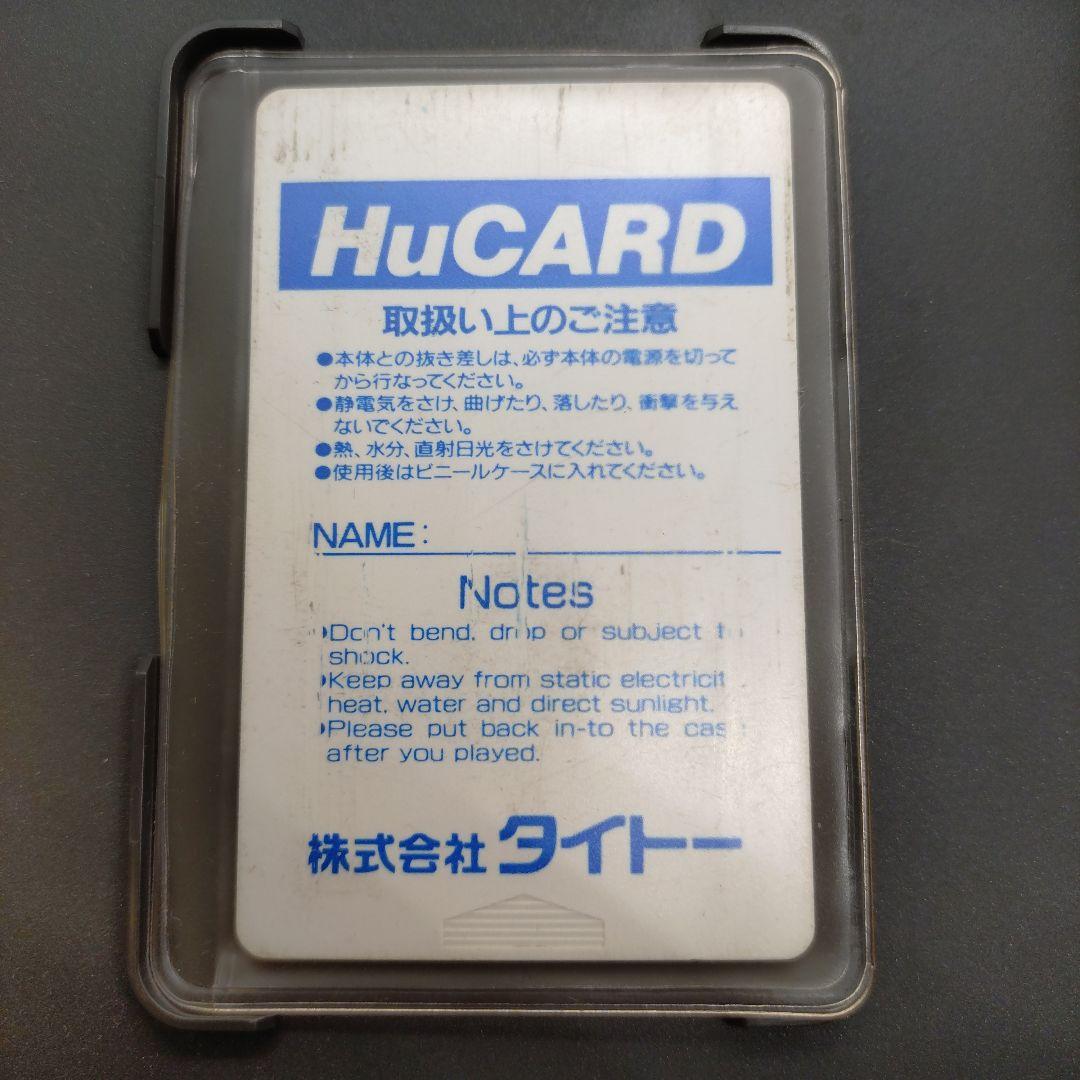 HuCARD
取扱い上のご注意
●本体との抜き差しは、必ず本体の電源を切って
から行なってください。
●静電気をさけ、曲げたり、落したり、衝撃を与え
ないでください。
●熱、水分、直射日光をさけてください。
●使用後はビニールケースに入れてください。
NAME:
Notes
•Don't bend, drop or subject to
shock.
•Keep away from static electricit
heat, water and direct sunlight.
•Please put back in-to the cas
after you played.
株式会社タイトー